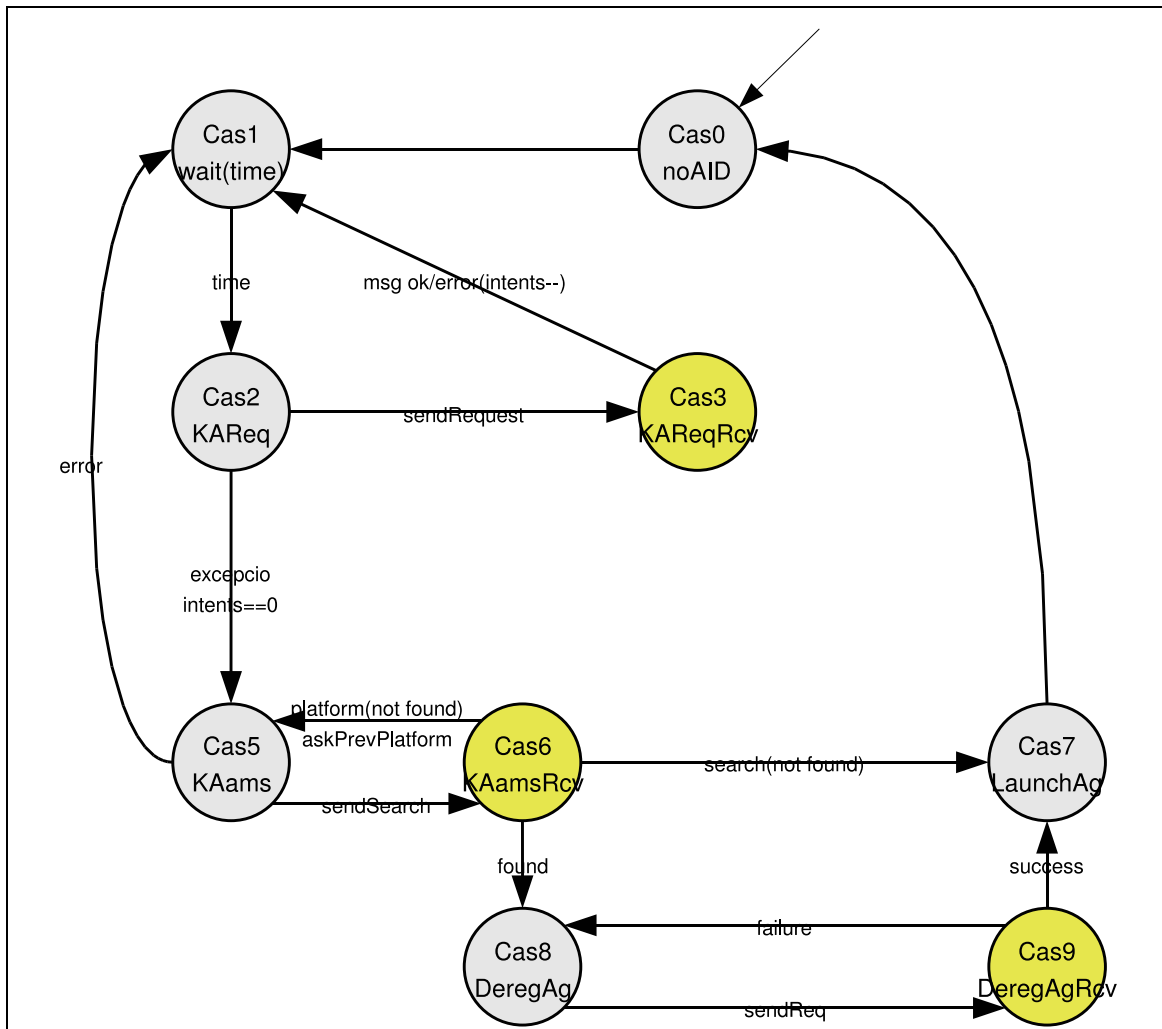 Cas1
wait(time)
Cas0
noAID
time
msg ok/error(intents--)
Cas2
KAReq
sendRequest
Cas3
KAReqRcv
error
excepcio
intents==0
platform(not found)
askPrevPlatform
Cas5
KAams
sendSearch
Cas6
KAamsRcv
search(not found)
Cas7
LaunchAg
found
success
Cas8
DeregAg
failure
sendReq
Cas9
DeregAgRcv